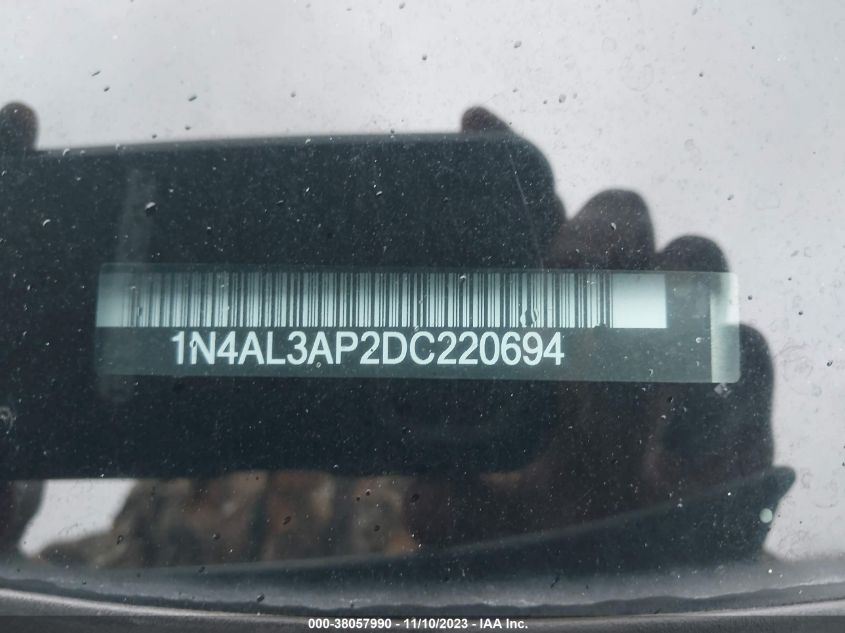 1N4AL3AP2DC220694
000-38057990 - 11/10/2023 - IAA Inc.